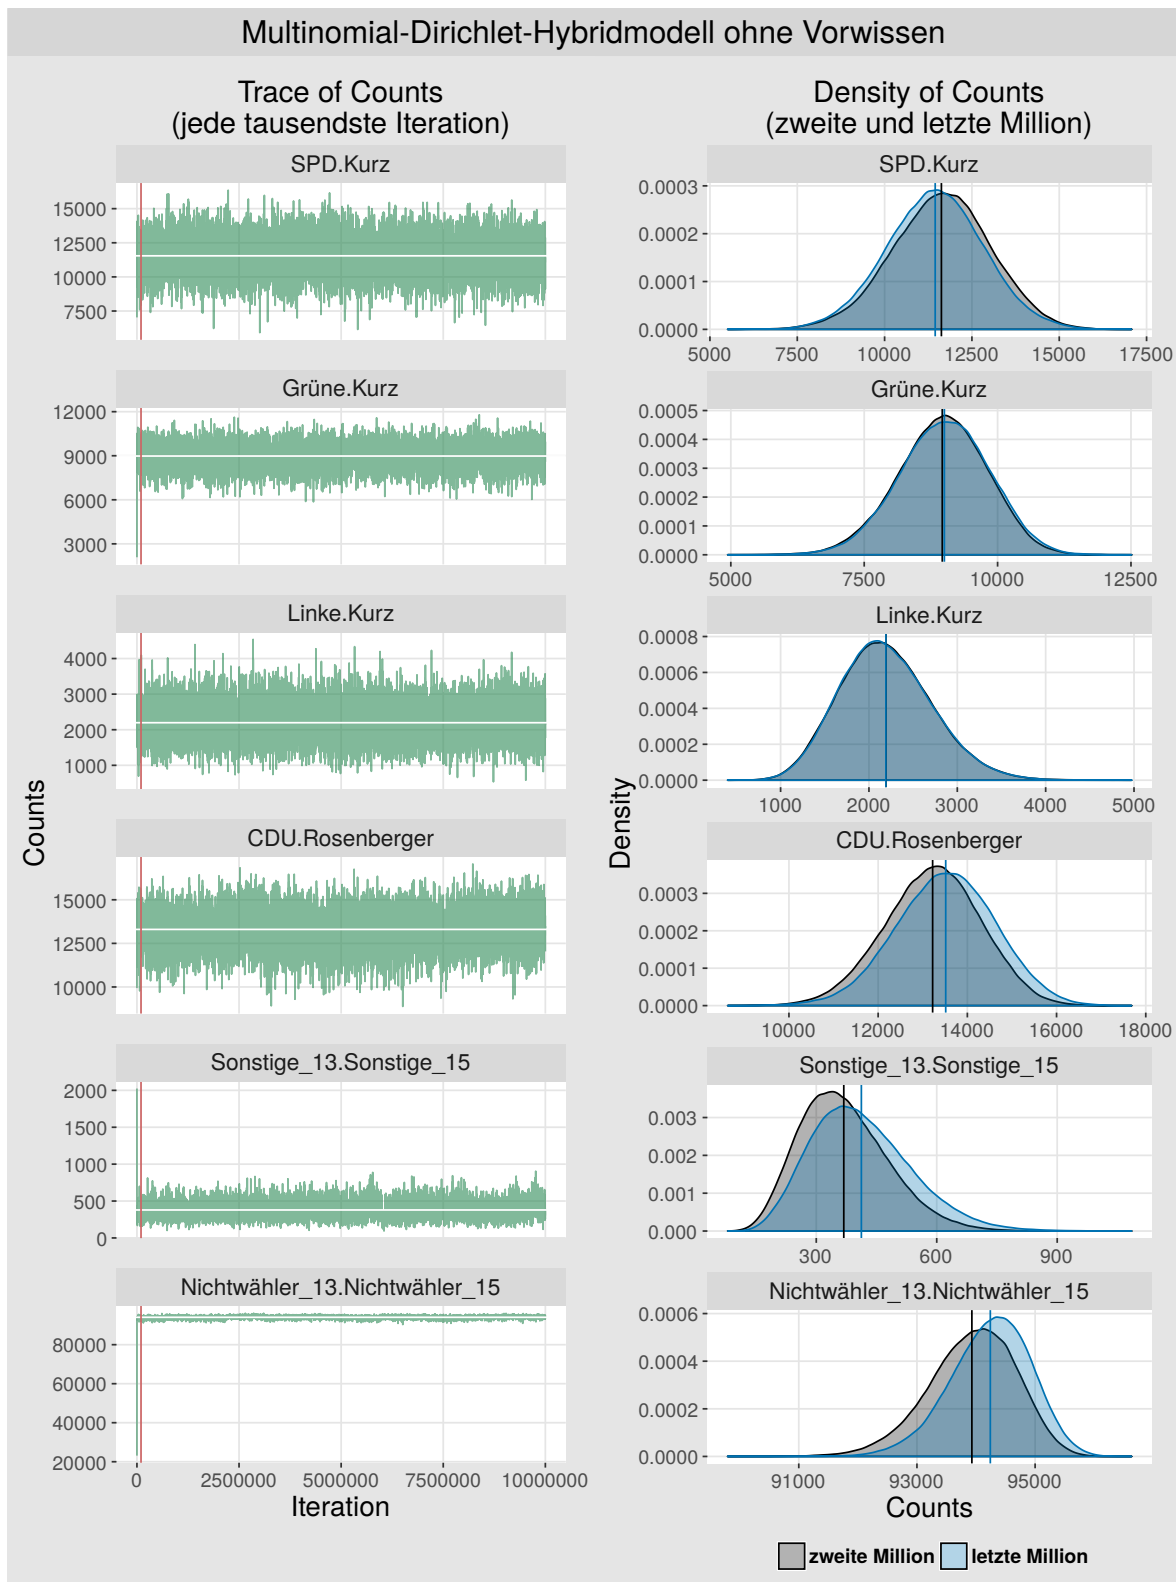 Multinomial-Dirichlet-Hybridmodell ohne Vorwissen
Trace of Counts
(jede tausendste Iteration)
SPD.Kurz
15000
12500
10000
7500
Grüne.Kurz
12000
9000
6000
3000
Linke.Kurz
4000
3000
2000
1000
CDU.Rosenberger
15000
12500
10000
Sonstige_13.Sonstige_15
2000
1500
1000
500
0
Nichtwähler_13.Nichtwähler_15
80000
60000
40000
20000
0 2500000 5000000 7500000 10000000
Iteration
Counts
Density of Counts
(zweite und letzte Million)
SPD.Kurz
0.0003
0.0002
0.0001
0.0000
5000 7500 10000 12500 15000 17500
Grüne.Kurz
0.0005
0.0004
0.0003
0.0002
0.0001
0.0000
5000 7500 10000 12500
Linke.Kurz
0.0008
0.0006
0.0004
0.0002
0.0000
1000 2000 3000 4000 5000
CDU.Rosenberger
0.0003
0.0002
0.0001
0.0000
10000 12000 14000 16000 18000
Sonstige_13.Sonstige_15
0.003
0.002
0.001
0.000
300 600 900
Nichtwähler_13.Nichtwähler_15
0.0006
0.0004
0.0002
0.0000
91000 93000 95000
Counts
Density
zweite Million letzte Million